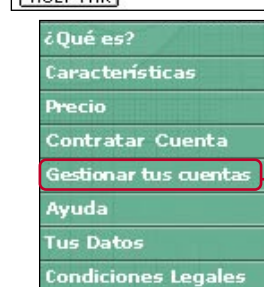 ¿Qué es?
Características
Precio
Contratar Cuenta
Gestionar tus cuentas
Ayuda
Tus Datos
Condiciones Legales